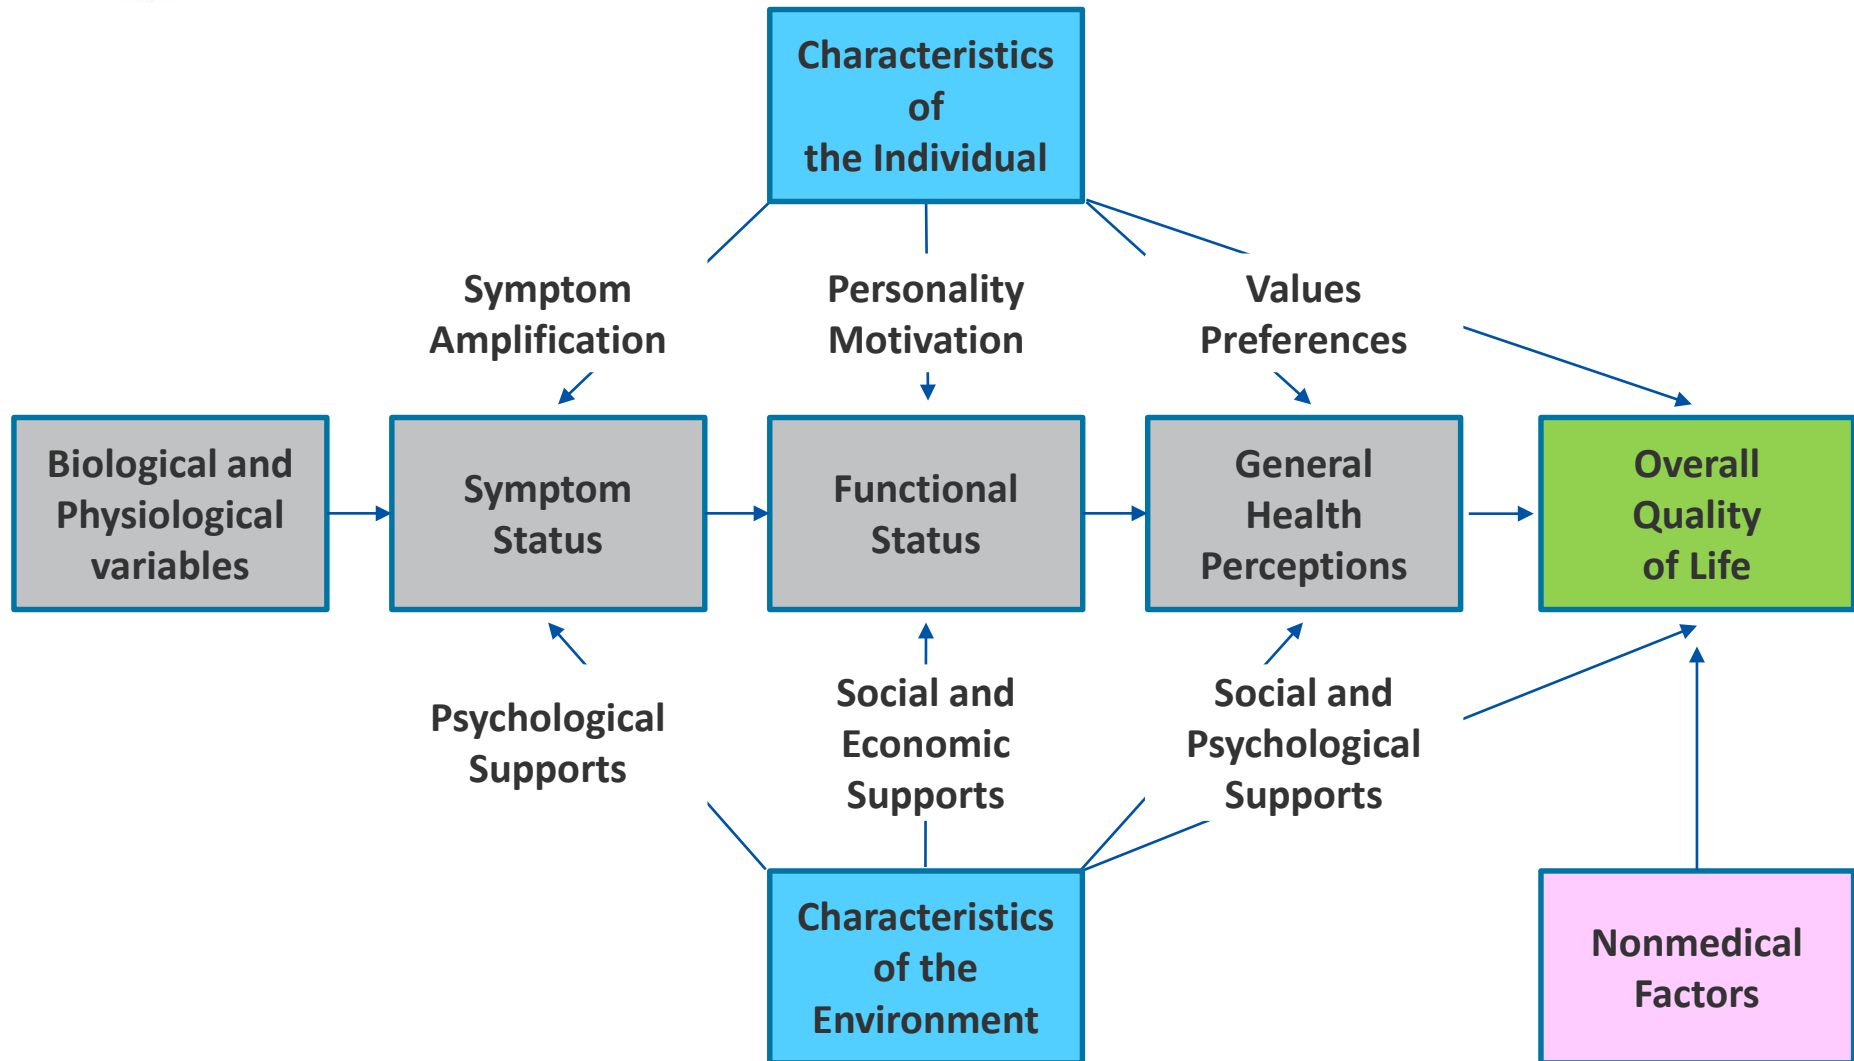 Characteristics
of
the Individual
Symptom
Amplification
Personality
Motivation
Values
Preferences
Biological and
Physiological
variables
Symptom
Status
Functional
Status
General
Health
Perceptions
Overall
Quality
of Life
Psychological
Supports
Social and
Economic
Supports
Social and
Psychological
Supports
Characteristics
of the
Environment
Nonmedical
Factors